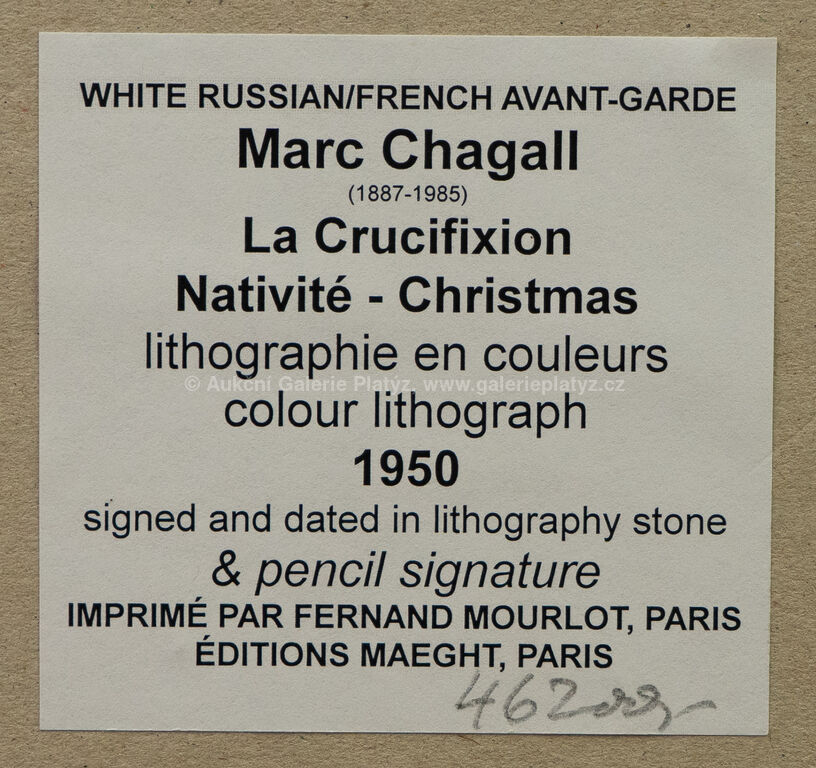 WHITE RUSSIAN/FRENCH AVANT-GARDE
Marc Chagall
(1887-1985)
La Crucifixion
Nativité - Christmas
lithographie en couleurs
© Aukcní Galerie Platýz, www.galerieplatyz.cz
colour lithograph
1950
signed and dated in lithography stone
& pencil signature
IMPRIMÉ PAR FERNAND MOURLOT, PARIS
ÉDITIONS MAEGHT, PARIS